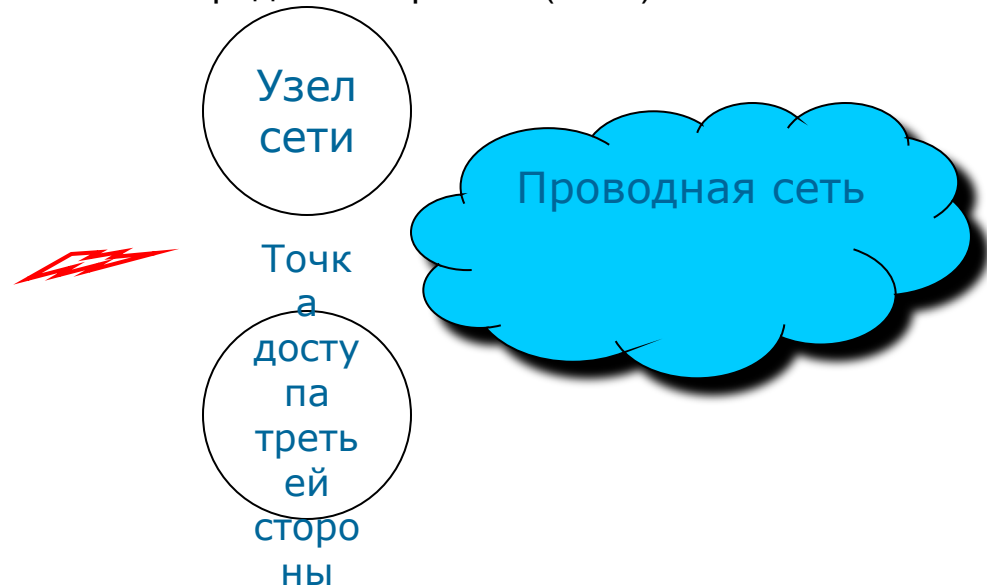 Узел
сети
Проводная сеть
Точк
а
досту
па
треть
ей
сторо
ны